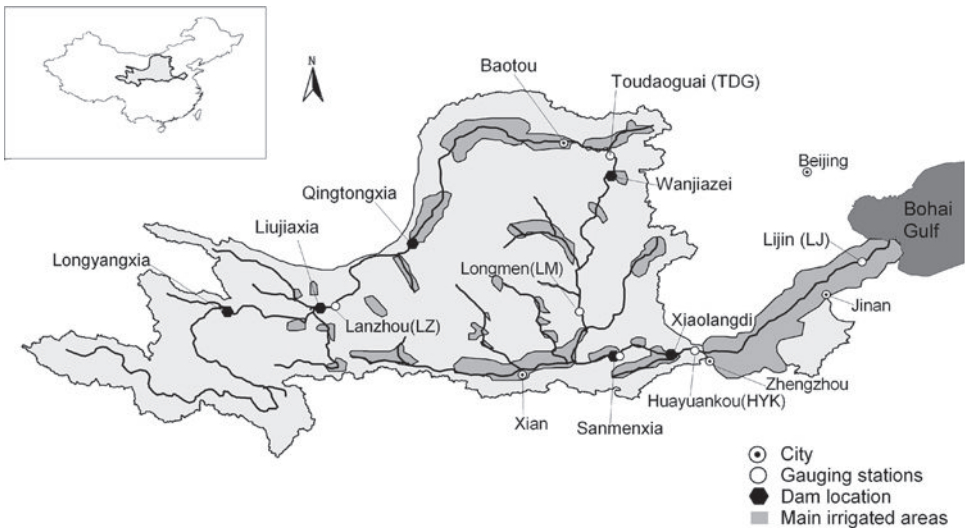 N
Baotou
Toudaoguai (TDG)
Beijing
Wanjiazei
Qingtongxia
Bohai
Gulf
Liujiaxia
Lijin (LJ)
Longyangxia
Longmen(LM)
Jinan
Xiaolangdi
Lanzhou(LZ)
Zhengzhou
Huayuankou(HYK)
Xian
Sanmenxia
City
Gauging stations
Dam location
Main irrigated areas